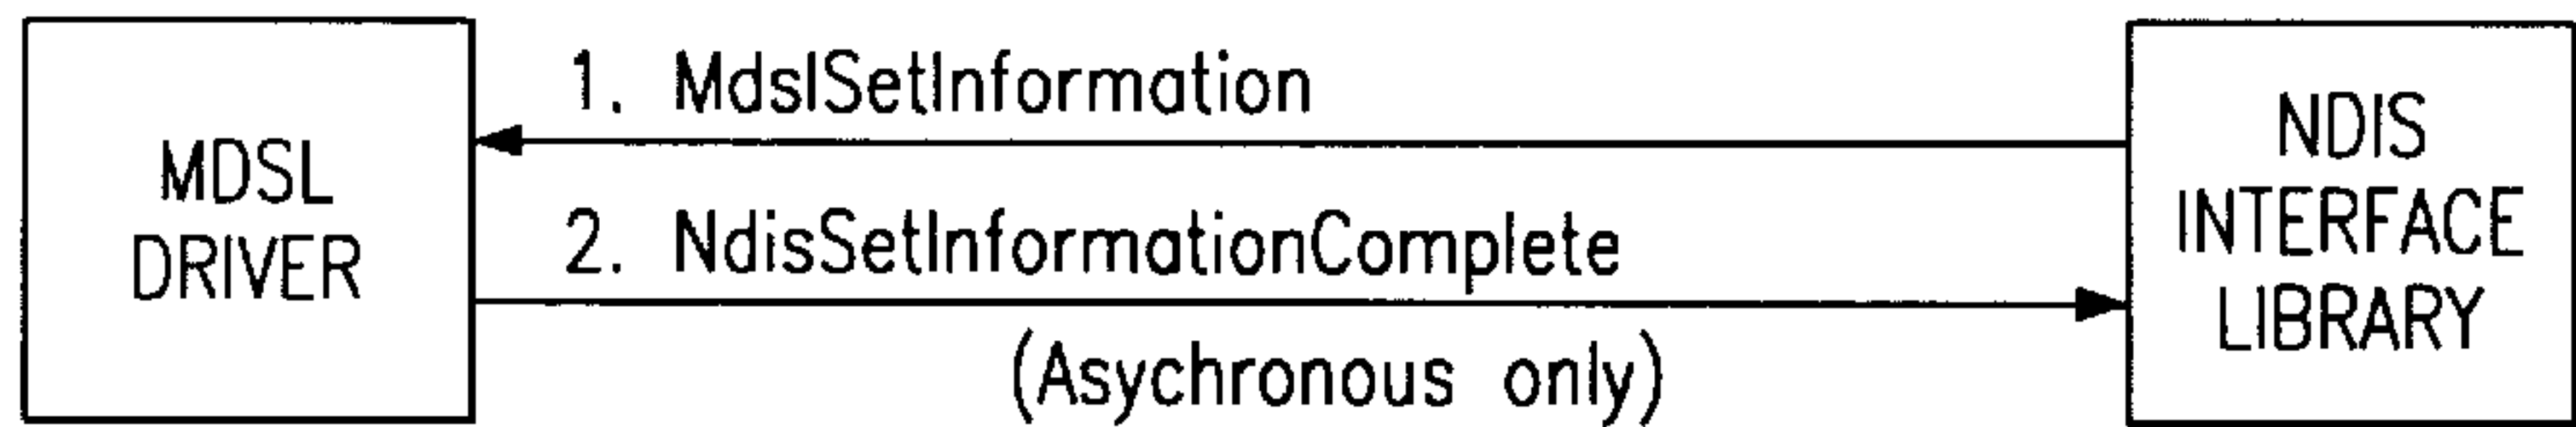 MDSL
DRIVER
1. MdslSetInformation
2. NdisSetInformationComplete
(Asychronous only)
NDIS
INTERFACE
LIBRARY